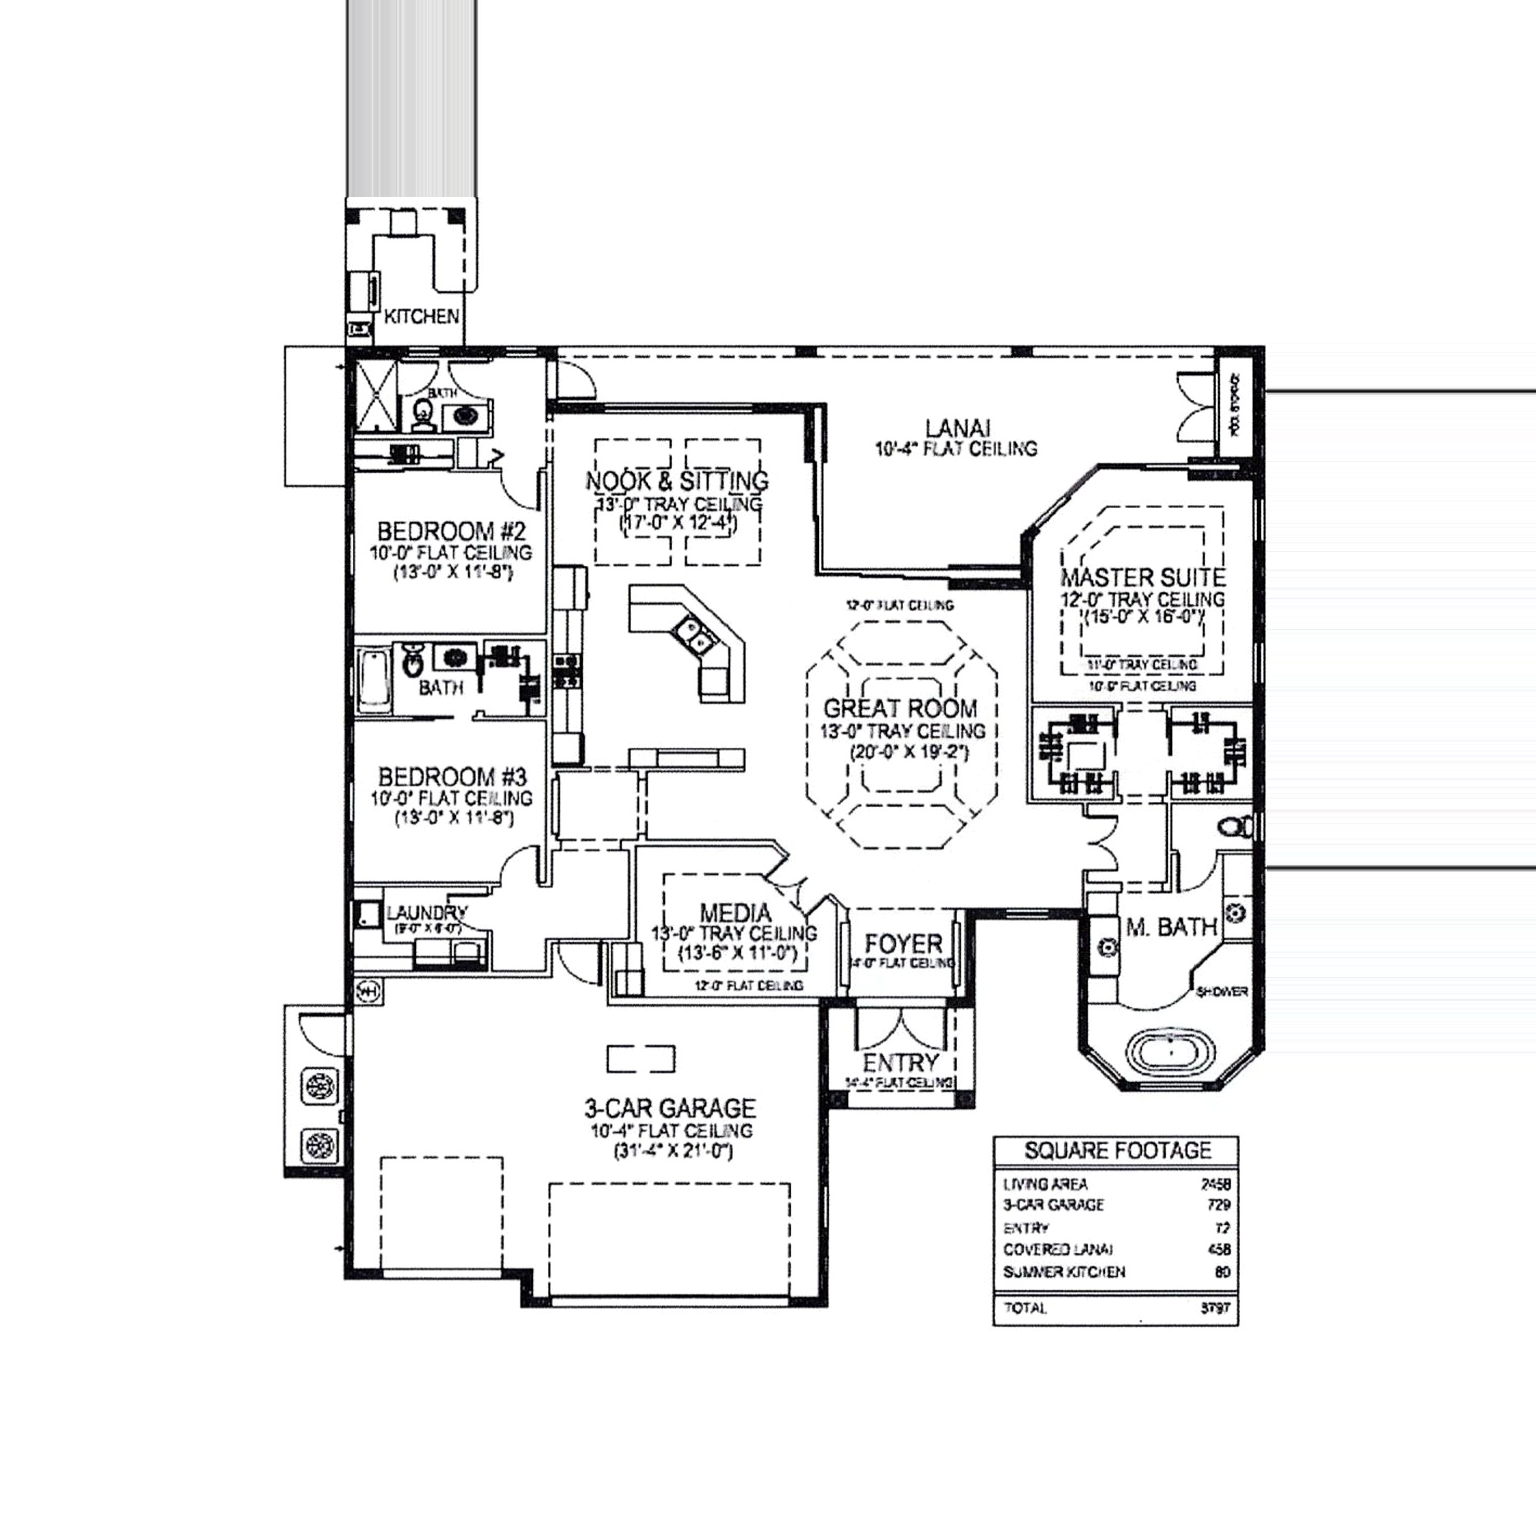 KITCHEN
BATH
POOL STORAGE
LANAI
10'-4" FLAT CEILING
NOOK & SITTING
13'-0" TRAY CEILING
(17'-0" X 12'-4")
BEDROOM #2
10'-0" FLAT CEILING
(13'-0" X 11'-8")
MASTER SUITE
12'-0" TRAY CEILING
(15'-0" X 16'-0")
11'-0" TRAY CEILING
10'-6" FLAT CEILING
12'-0" FLAT CEILING
BATH
GREAT ROOM
13'-0" TRAY CEILING
(20'-0" X 19'-2")
BEDROOM #3
10'-0" FLAT CEILING
(13'-0" X 11'-8")
LAUNDRY
(9'-0" X 6'-0")
MEDIA
13'-0" TRAY CEILING
(13'-6" X 11'-0")
12'-0" FLAT CEILING
FOYER
14'-0" FLAT CEILING
M. BATH
SHOWER
WH
ENTRY
14'-4" FLAT CEILING
3-CAR GARAGE
10'-4" FLAT CEILING
(31'-4" X 21'-0")
SQUARE FOOTAGE
LIVING AREA 2458
3-CAR GARAGE 729
ENTRY 72
COVERED LANAI 458
SUMMER KITCHEN 80
TOTAL 3797